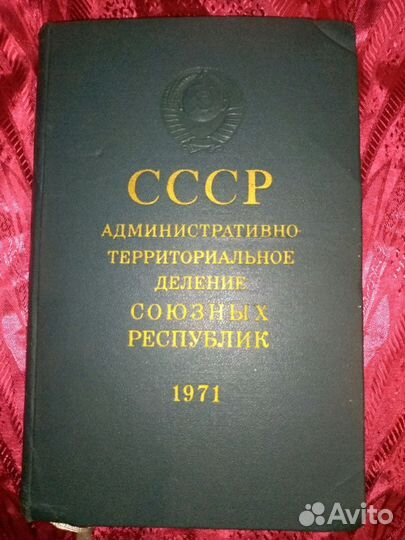 СССР
АДМИНИСТРАТИВНО-
ТЕРРИТОРИАЛЬНОЕ
ДЕЛЕНИЕ
СОЮЗНЫХ
РЕСПУБЛИК
1971
Avito